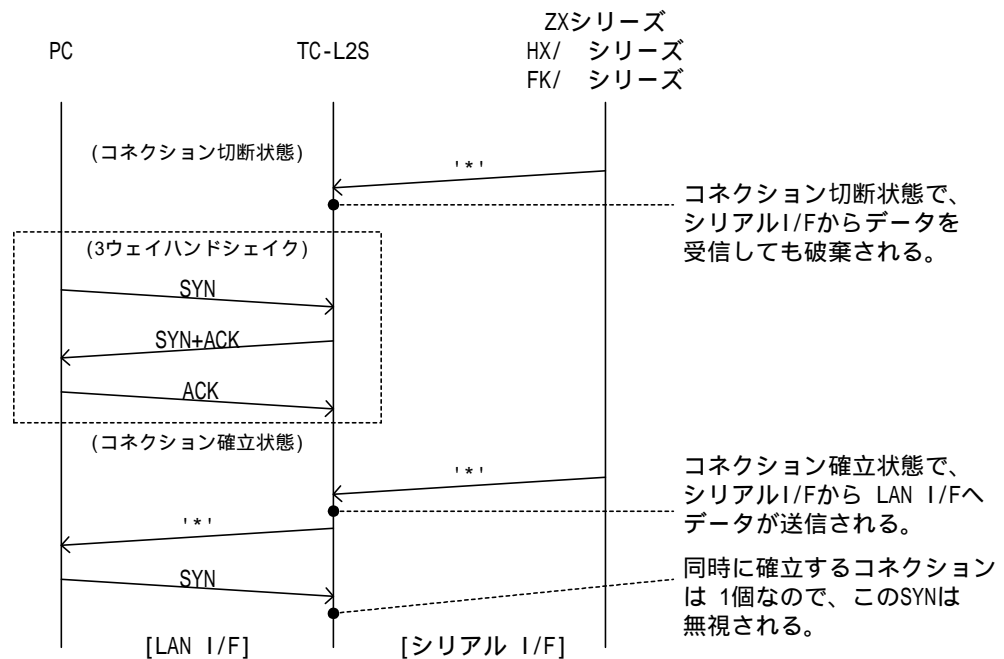 ZXシリーズ
PC TC-L2S HX/ シリーズ
FK/ シリーズ
(コネクション切断状態)
'*'
コネクション切断状態で、
シリアルI/Fからデータを
受信しても破棄される。
(3ウェイハンドシェイク)
SYN
SYN+ACK
ACK
(コネクション確立状態)
'*'
コネクション確立状態で、
シリアルI/Fから LAN I/Fへ
データが送信される。
'*'
SYN
同時に確立するコネクション
は 1個なので、このSYNは
無視される。
[LAN I/F] [シリアル I/F]